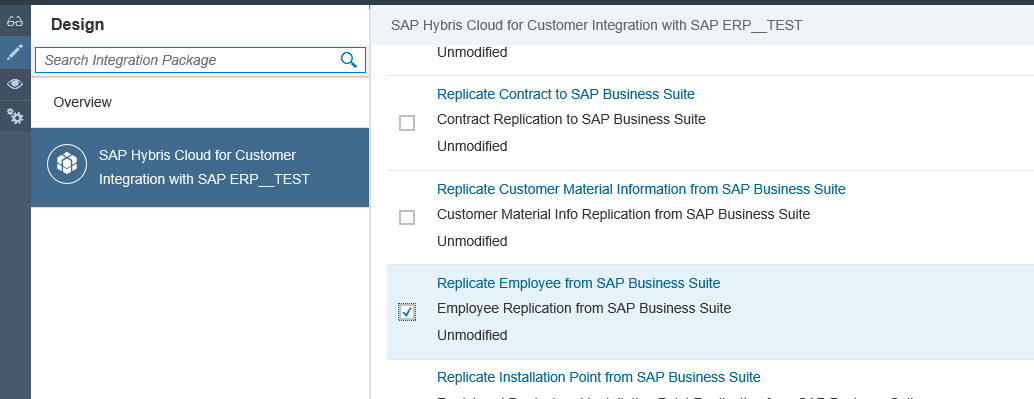 Design
Search Integration Package
Overview
SAP Hybris Cloud for Customer
Integration with SAP ERP__TEST
SAP Hybris Cloud for Customer Integration with SAP ERP__TEST
Unmodified
Replicate Contract to SAP Business Suite
Contract Replication to SAP Business Suite
Unmodified
Replicate Customer Material Information from SAP Business Suite
Customer Material Info Replication from SAP Business Suite
Unmodified
Replicate Employee from SAP Business Suite
Employee Replication from SAP Business Suite
Unmodified
Replicate Installation Point from SAP Business Suite